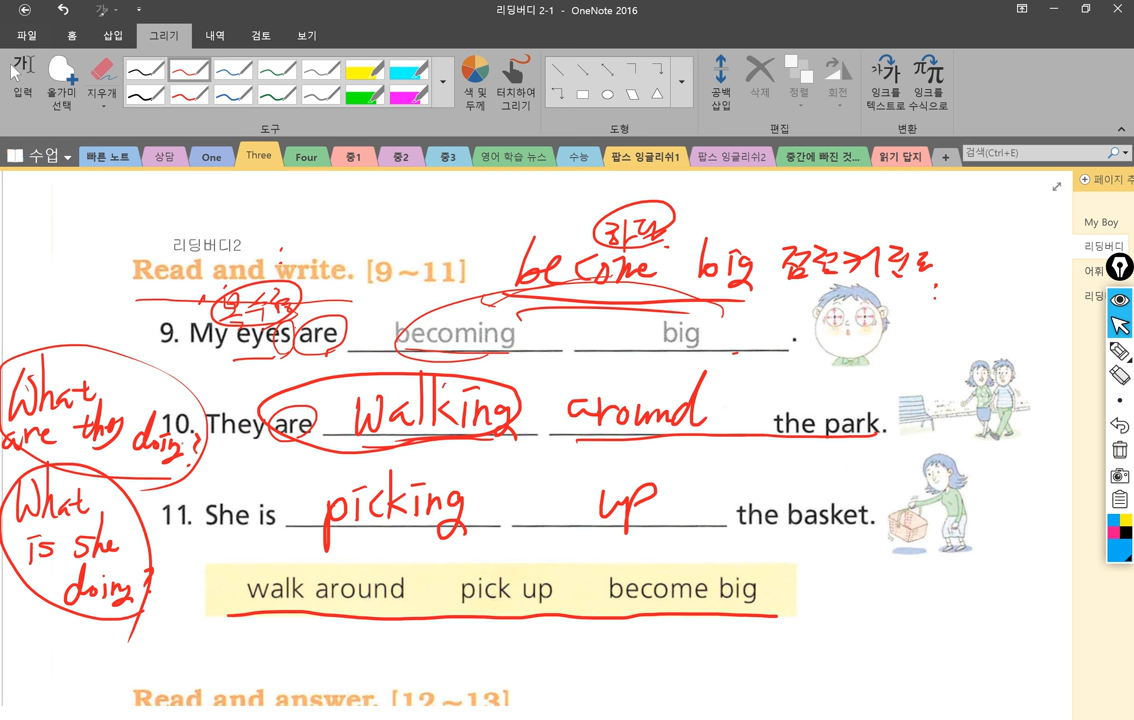 리딩버디 2-1 - OneNote 2016
파일 홈 삽입 그리기 내역 검토 보기
입력 올가미 선택 지우개 색 및 두께 터치하여 그리기 공백 삽입 삭제 정렬 회전 잉크를 텍스트로 잉크를 수식으로
도구 도형 편집 변환
수업 빠른 노트 상담 One Two Three Four 중1 중2 중3 영어 학습 뉴스 수능 팝스 잉글리쉬1 팝스 잉글리쉬2 중간에 빠진 것... 읽기 답지 + 검색(Ctrl+E)
페이지 추
My Boy
리딩버디
어휘
리딩
리딩버디2
become big
Read and write. [9~11]
9. My eyes are becoming big .
What are they doing?
10. They are walking around the park.
What is she doing?
11. She is picking up the basket.
walk around pick up become big
Read and answer. [12~13]